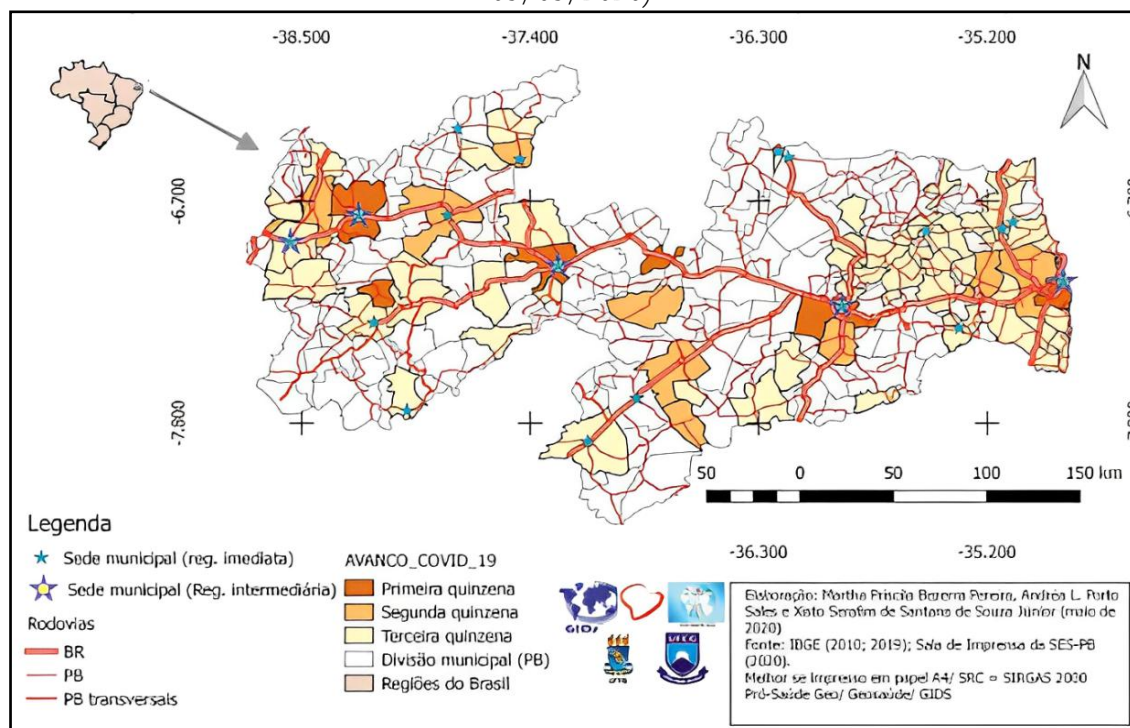 -38.500 -37.400 -36.300 -35.200
N
-6.700
-7.800
50 0 50 100 150 km
-36.300 -35.200
Legenda
Sede municipal (reg. imediata)
Sede municipal (Reg. intermediária)
Rodovias
BR
PB
PB transversais
AVANCO_COVID_19
Primeira quinzena
Segunda quinzena
Terceira quinzena
Divisão municipal (PB)
Regiões do Brasil
GIDS
UFCG
Elaboração: Martha Priscila Bezerra Pereira, Andréa L. Porto
Sales e Xisto Serafim de Santana de Souza Júnior (maio de
2020)
Fonte: IBGE (2010; 2019); Sala de Imprensa da SES-PB
(2020).
Melhor se impresso em papel A4/ SRC = SIRGAS 2000
Pró-Saúde Geo/ Geosaúde/ GIDS